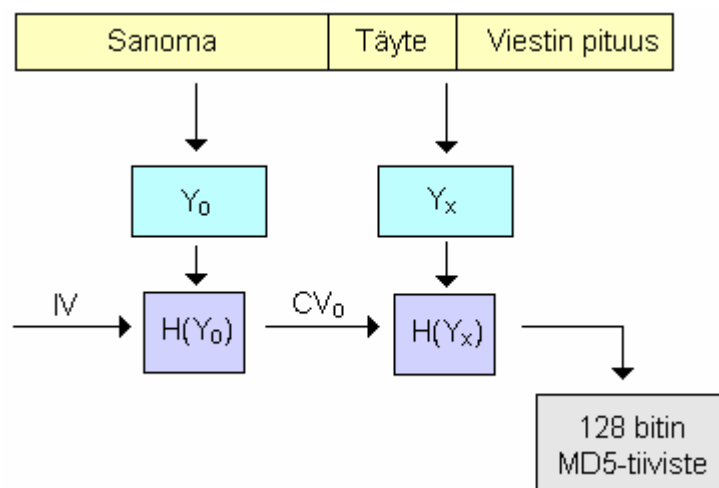 Sanoma Täyte Viestin pituus
Y₀ Yₓ
IV H(Y₀) CV₀ H(Yₓ)
128 bitin
MD5-tiiviste